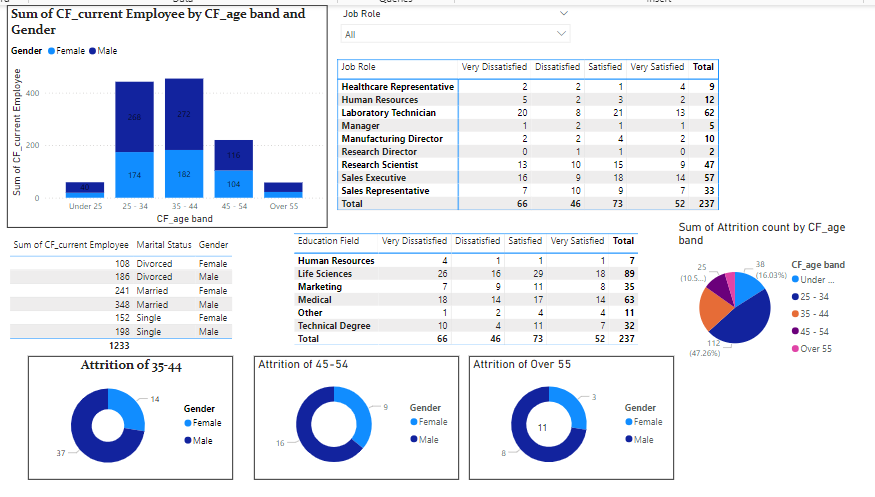 Data
Queries
Insert
Sum of CF_current Employee by CF_age band and
Gender
Gender Female Male
Sum of CF_current Employee
400
200
0
268
174
272
182
116
104
40
Under 25 25 - 34 35 - 44 45 - 54 Over 55
CF_age band
Job Role
All
Job Role Very Dissatisfied Dissatisfied Satisfied Very Satisfied Total
Healthcare Representative 2 2 1 4 9
Human Resources 5 2 3 2 12
Laboratory Technician 20 8 21 13 62
Manager 1 2 1 1 5
Manufacturing Director 2 2 4 2 10
Research Director 0 1 1 0 2
Research Scientist 13 10 15 9 47
Sales Executive 16 9 18 14 57
Sales Representative 7 10 9 7 33
Total 66 46 73 52 237
Sum of CF_current Employee Marital Status Gender
108 Divorced Female
186 Divorced Male
241 Married Female
348 Married Male
152 Single Female
198 Single Male
1233
Education Field Very Dissatisfied Dissatisfied Satisfied Very Satisfied Total
Human Resources 4 1 1 1 7
Life Sciences 26 16 29 18 89
Marketing 7 9 11 8 35
Medical 18 14 17 14 63
Other 1 2 4 4 11
Technical Degree 10 4 11 7 32
Total 66 46 73 52 237
Sum of Attrition count by CF_age
band
25
(10.5...)
38
(16.03%)
112
(47.26%)
CF_age band
Under ...
25 - 34
35 - 44
45 - 54
Over 55
Attrition of 35-44
14
37
Gender
Female
Male
Attrition of 45-54
9
16
Gender
Female
Male
Attrition of Over 55
3
11
8
Gender
Female
Male